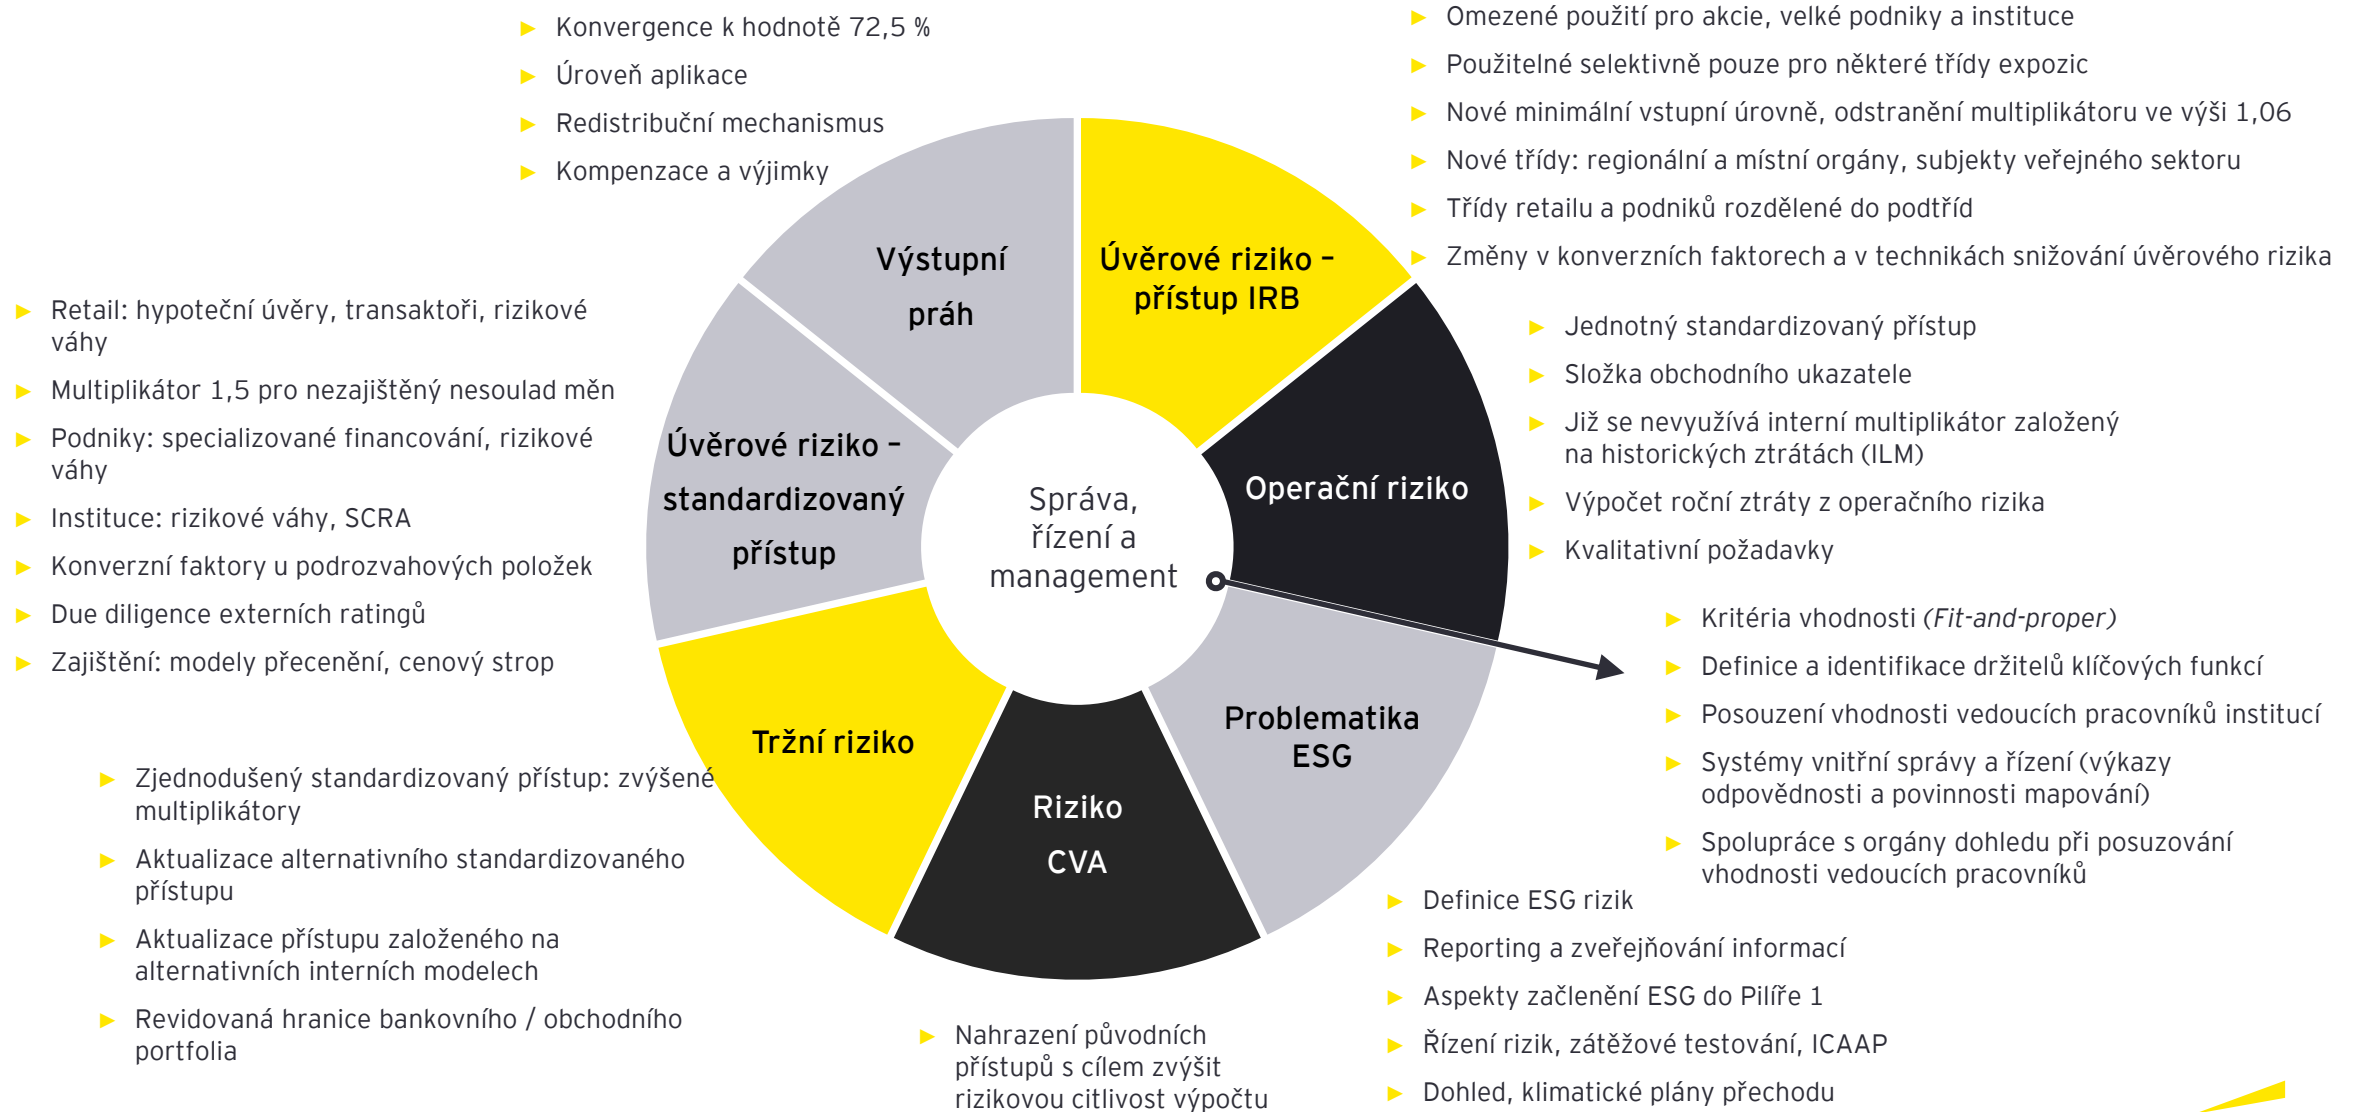 Konvergence k hodnotě 72,5 %
Úroveň aplikace
Redistribuční mechanismus
Kompenzace a výjimky
Omezené použití pro akcie, velké podniky a instituce
Použitelné selektivně pouze pro některé třídy expozic
Nové minimální vstupní úrovně, odstranění multiplikátoru ve výši 1,06
Nové třídy: regionální a místní orgány, subjekty veřejného sektoru
Třídy retailu a podniků rozdělené do podtříd
Změny v konverzních faktorech a v technikách snižování úvěrového rizika
Výstupní
práh
Úvěrové riziko –
přístup IRB
Retail: hypoteční úvěry, transaktoři, rizikové
váhy
Multiplikátor 1,5 pro nezajištěný nesoulad měn
Podniky: specializované financování, rizikové
váhy
Instituce: rizikové váhy, SCRA
Konverzní faktory u podrozvahových položek
Due diligence externích ratingů
Zajištění: modely přecenění, cenový strop
Úvěrové riziko –
standardizovaný
přístup
Správa,
řízení a
management
Operační riziko
Jednotný standardizovaný přístup
Složka obchodního ukazatele
Již se nevyužívá interní multiplikátor založený
na historických ztrátách (ILM)
Výpočet roční ztráty z operačního rizika
Kvalitativní požadavky
Kritéria vhodnosti (Fit-and-proper)
Definice a identifikace držitelů klíčových funkcí
Posouzení vhodnosti vedoucích pracovníků institucí
Systémy vnitřní správy a řízení (výkazy
odpovědnosti a povinnosti mapování)
Spolupráce s orgány dohledu při posuzování
vhodnosti vedoucích pracovníků
Tržní riziko
Riziko
CVA
Problematika
ESG
Zjednodušený standardizovaný přístup: zvýšené
multiplikátory
Aktualizace alternativního standardizovaného
přístupu
Aktualizace přístupu založeného na
alternativních interních modelech
Revidovaná hranice bankovního / obchodního
portfolia
Nahrazení původních
přístupů s cílem zvýšit
rizikovou citlivost výpočtu
Definice ESG rizik
Reporting a zveřejňování informací
Aspekty začlenění ESG do Pilíře 1
Řízení rizik, zátěžové testování, ICAAP
Dohled, klimatické plány přechodu